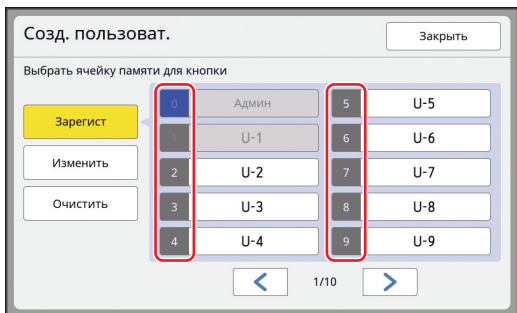 Созд. пользоват.
Закрыть
Выбрать ячейку памяти для кнопки
Зарегист
Изменить
Очистить
0 Админ
1 U-1
2 U-2
3 U-3
4 U-4
5 U-5
6 U-6
7 U-7
8 U-8
9 U-9
1/10